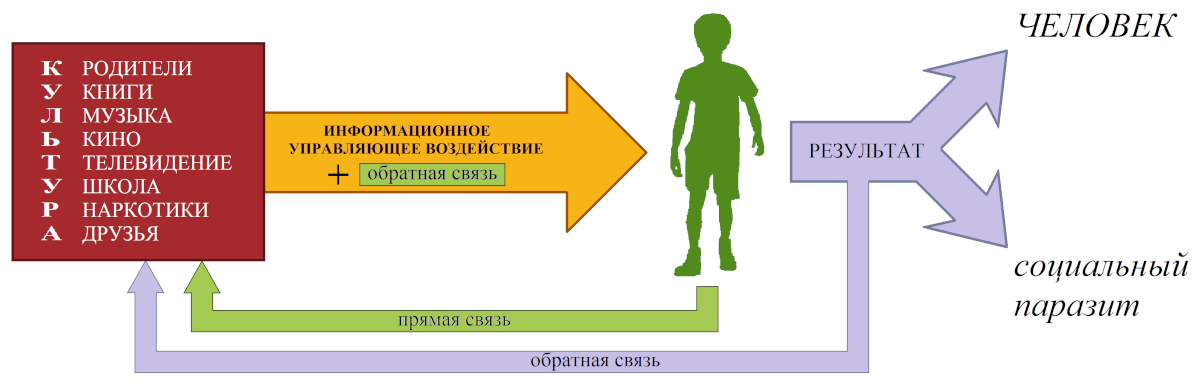 ЧЕЛОВЕК
К РОДИТЕЛИ
У КНИГИ
Л МУЗЫКА
Ь КИНО
Т ТЕЛЕВИДЕНИЕ
У ШКОЛА
Р НАРКОТИКИ
А ДРУЗЬЯ
ИНФОРМАЦИОННОЕ
УПРАВЛЯЮЩЕЕ ВОЗДЕЙСТВИЕ
+ обратная связь
РЕЗУЛЬТАТ
социальный
паразит
прямая связь
обратная связь